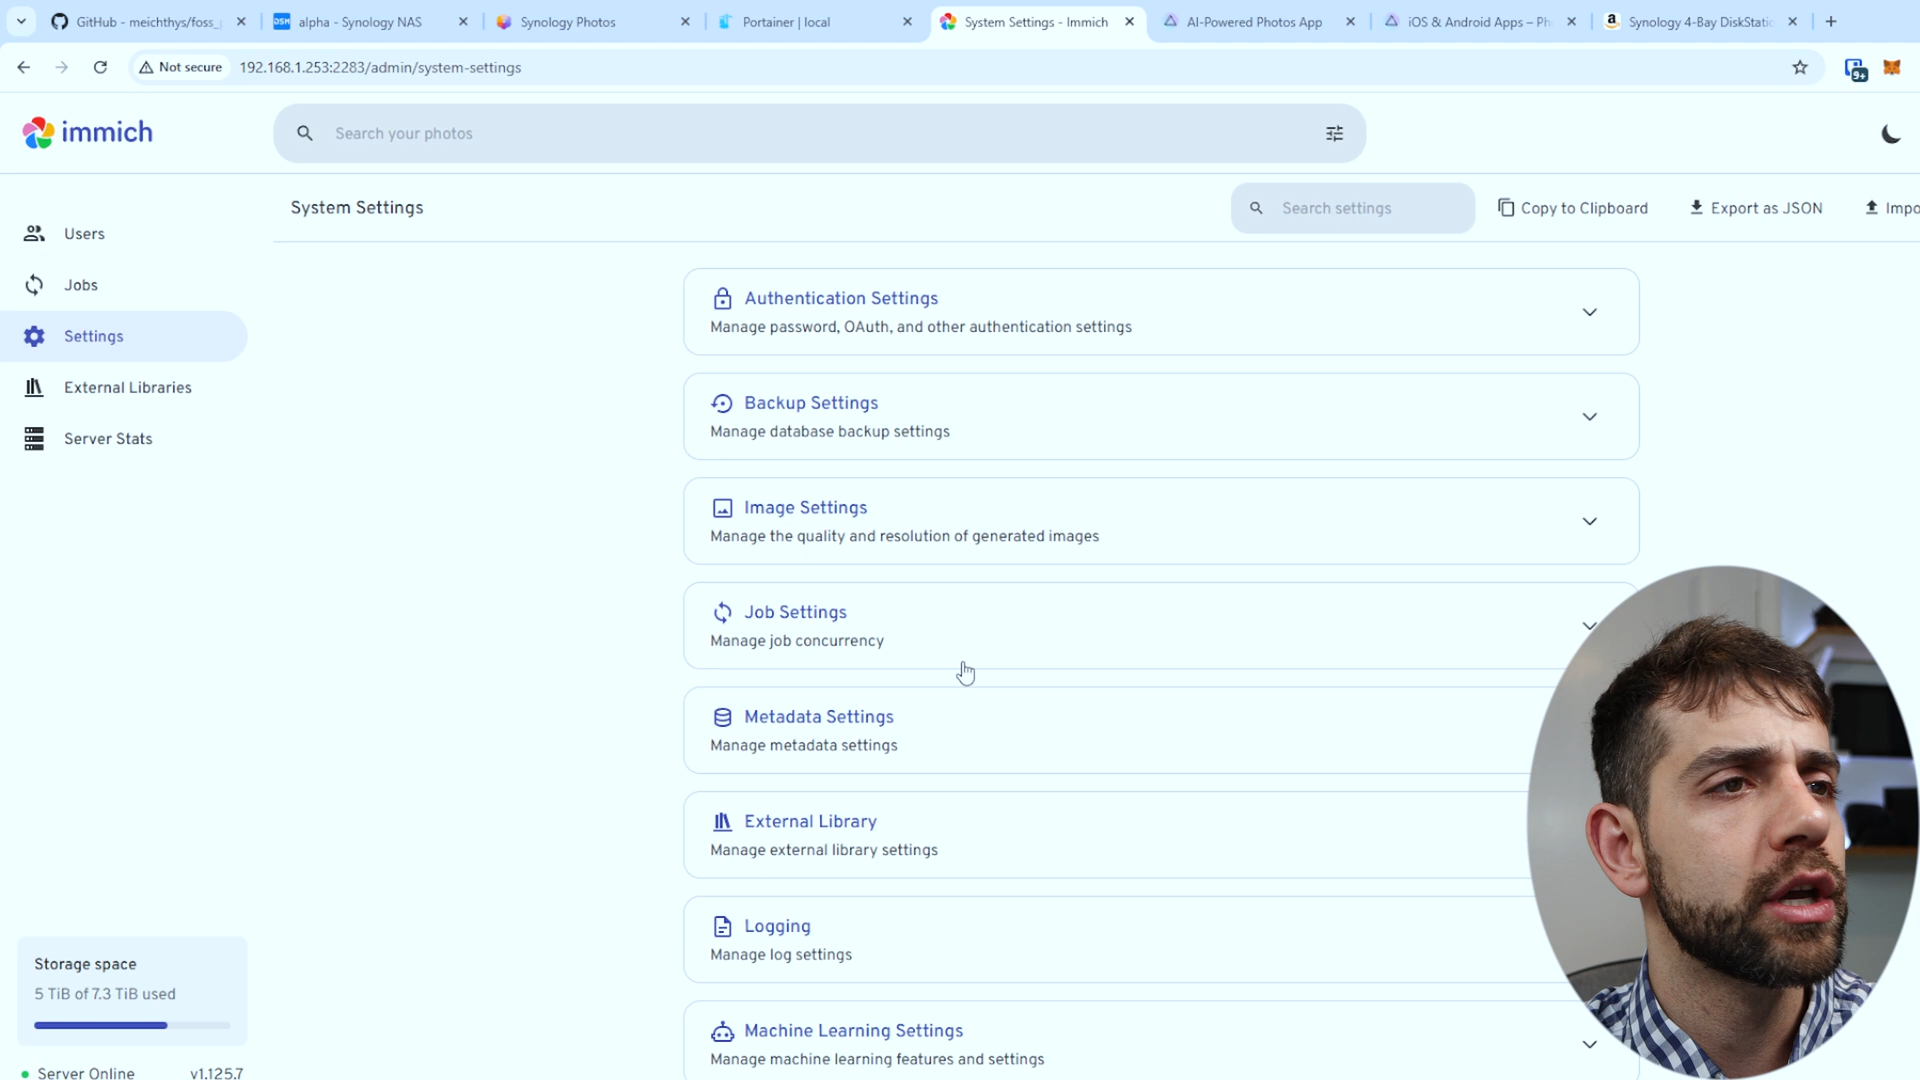 GitHub - meichthys/foss_
alpha - Synology NAS
Synology Photos
Portainer | local
System Settings - Immich
AI-Powered Photos App
iOS & Android Apps – Ph
Synology 4-Bay DiskStatio
Not secure
192.168.1.253:2283/admin/system-settings
9+
immich
Search your photos
System Settings
Search settings
Copy to Clipboard
Export as JSON
Impo
Users
Jobs
Settings
External Libraries
Server Stats
Authentication Settings
Manage password, OAuth, and other authentication settings
Backup Settings
Manage database backup settings
Image Settings
Manage the quality and resolution of generated images
Job Settings
Manage job concurrency
Metadata Settings
Manage metadata settings
External Library
Manage external library settings
Logging
Manage log settings
Machine Learning Settings
Manage machine learning features and settings
Storage space
5 TiB of 7.3 TiB used
Server Online
v1.125.7